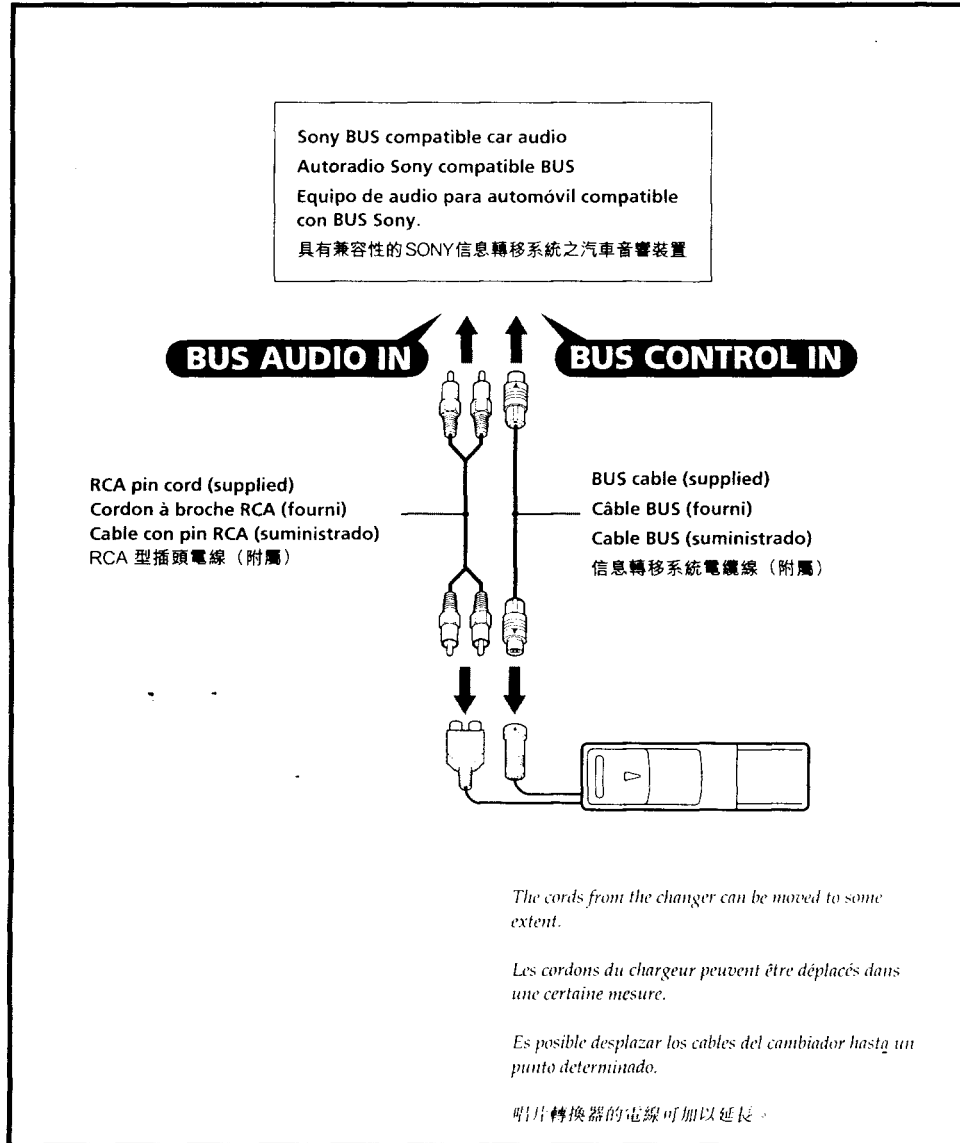 Sony BUS compatible car audio
Autoradio Sony compatible BUS
Equipo de audio para automóvil compatible
con BUS Sony.
具有兼容性的SONY信息轉移系統之汽車音響裝置
BUS AUDIO IN
BUS CONTROL IN
RCA pin cord (supplied)
Cordon à broche RCA (fourni)
Cable con pin RCA (suministrado)
RCA 型插頭電線（附屬）
BUS cable (supplied)
Câble BUS (fourni)
Cable BUS (suministrado)
信息轉移系統電纜線（附屬）
The cords from the changer can be moved to some
extent.
Les cordons du chargeur peuvent être déplacés dans
une certaine mesure.
Es posible desplazar los cables del cambiador hasta un
punto determinado.
唱片轉換器的電線可加以延長。